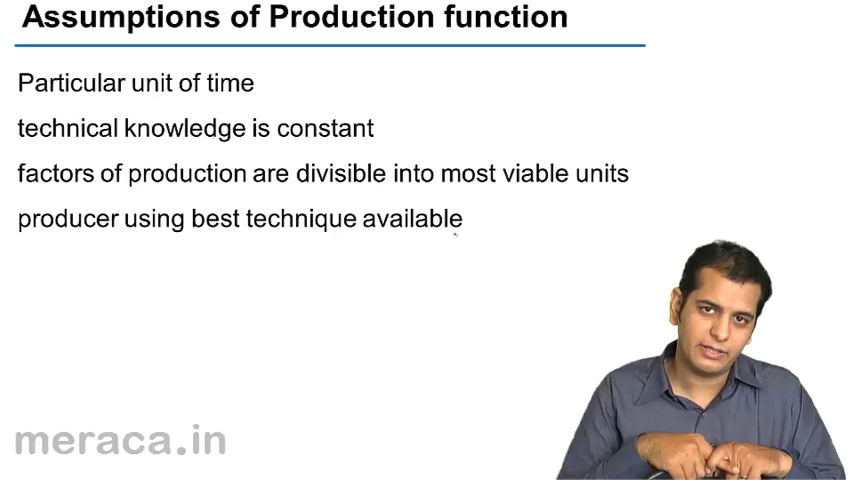 Assumptions of Production function
Particular unit of time
technical knowledge is constant
factors of production are divisible into most viable units
producer using best technique available
meraca.in